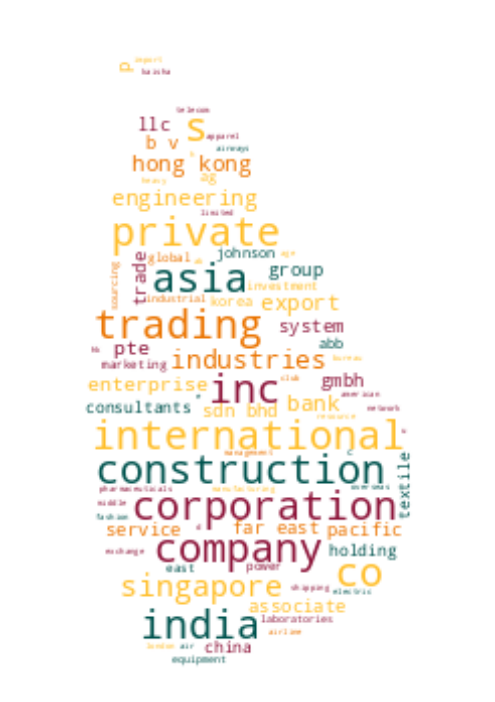 p export
kaisha
telecom
llc s apparel
b v airways
hong kong
heavy ag
engineering
limited
private
sourcing trade global johnson
asia group
investment
industrial korea export
trading system
abb
pte industries bureau
marketing
enterprise inc club gmbh
american
consultants sdn bhd bank network
resource
international
management
construction textile
pharmaceuticals manufacturing overseas
middle corporation
fashion
service far east pacific
exchange company holding
east power co
singapore shipping electric
associate
india laboratories
airline
london air china
equipment